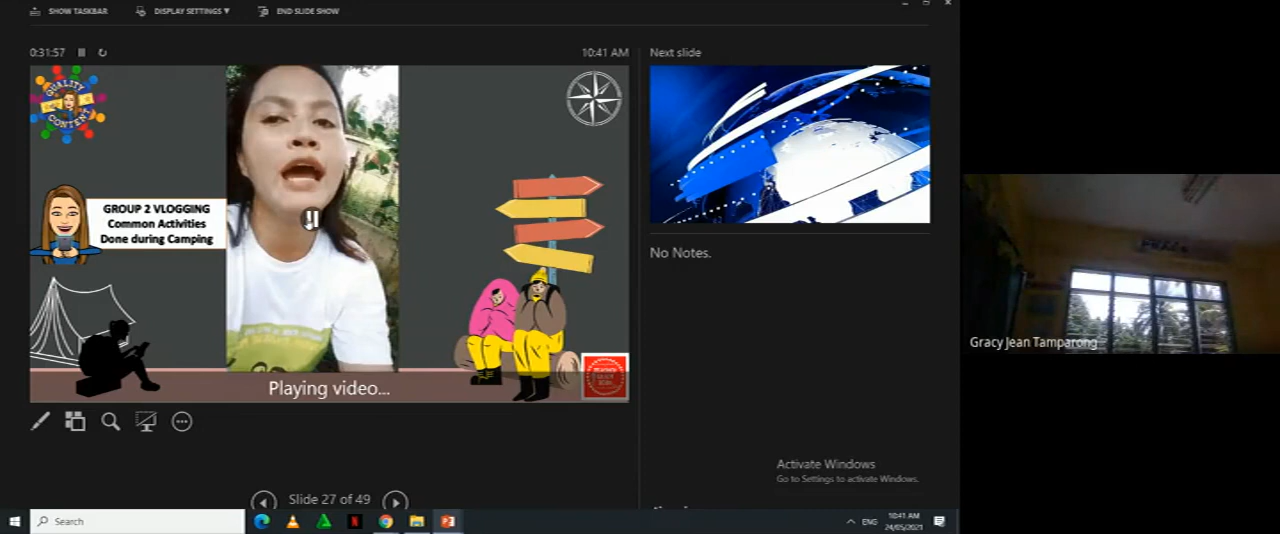 SHOW TASKBAR
DISPLAY SETTINGS ▼
END SLIDE SHOW
0:31:57
10:41 AM
Next slide
QUALITY
CONTENT
GROUP 2 VLOGGING
Common Activities
Done during Camping
Playing video...
No Notes.
Gracy Jean Tamparong
Activate Windows
Go to Settings to activate Windows.
Slide 27 of 49
Search
ENG
10:41 AM
24/05/2021